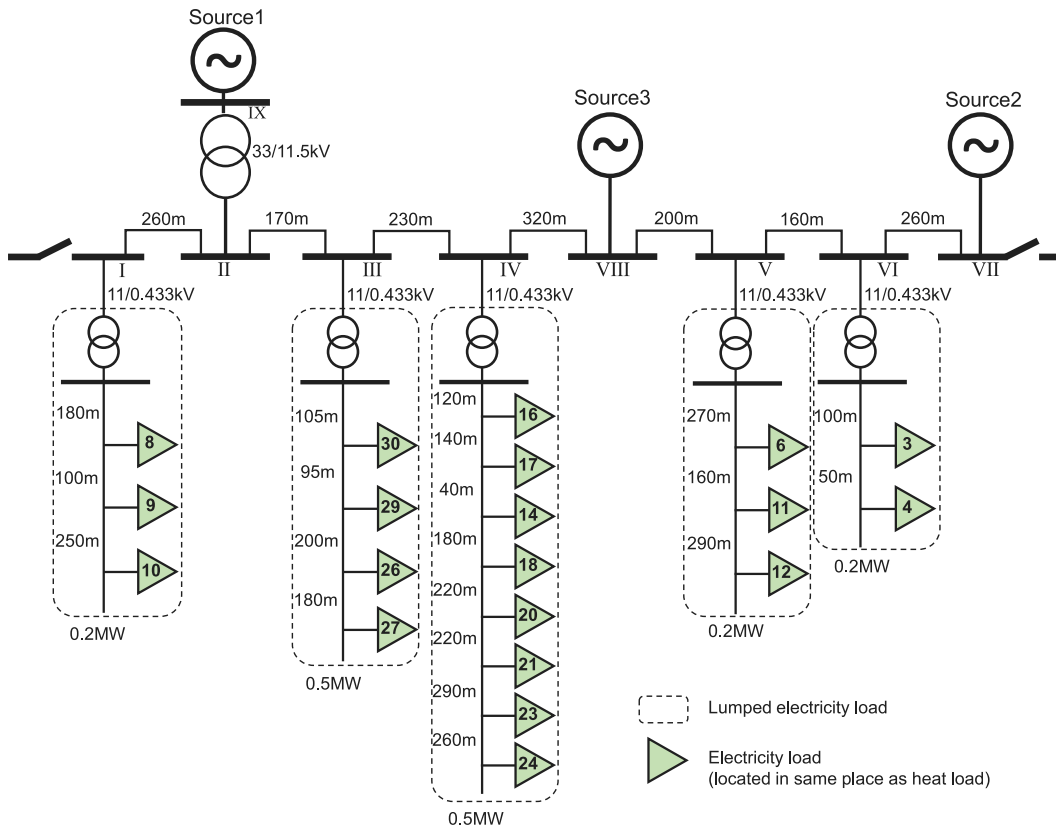 Source1
IX
33/11.5kV
Source3
Source2
260m
170m
230m
320m
200m
160m
260m
I
II
III
IV
VIII
V
VI
VII
11/0.433kV
11/0.433kV
11/0.433kV
11/0.433kV
11/0.433kV
180m
8
100m
9
250m
10
0.2MW
105m
30
95m
29
200m
26
180m
27
0.5MW
120m
16
140m
17
40m
14
180m
18
220m
20
220m
21
290m
23
260m
24
0.5MW
270m
6
160m
11
290m
12
0.2MW
100m
3
50m
4
0.2MW
Lumped electricity load
Electricity load
(located in same place as heat load)